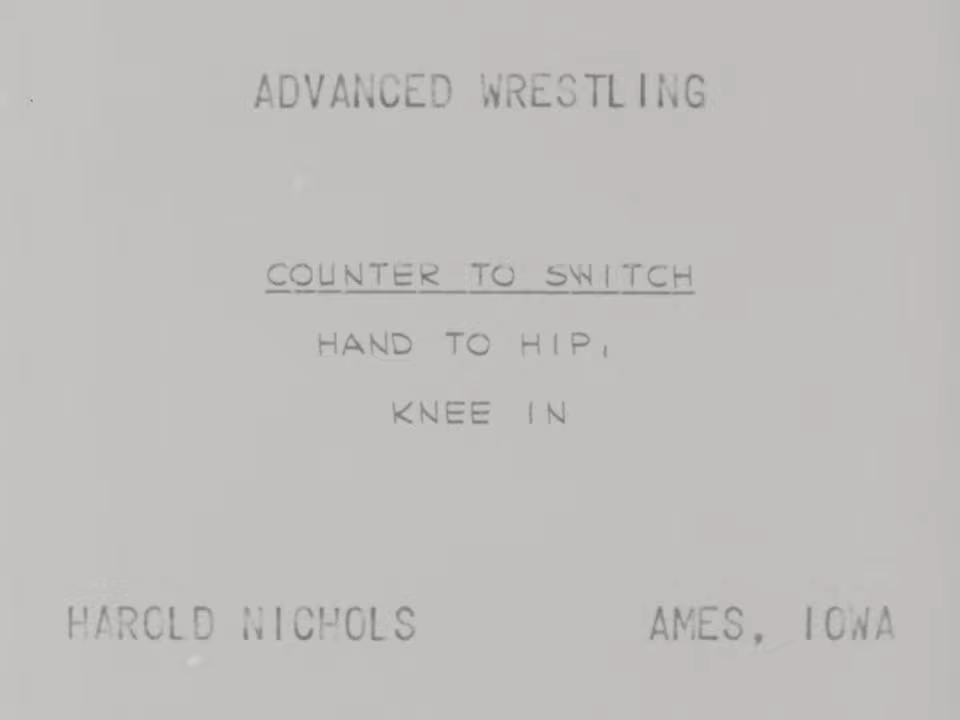 ADVANCED WRESTLING
COUNTER TO SWITCH
HAND TO HIP,
KNEE IN
HAROLD NICHOLS
AMES, IOWA